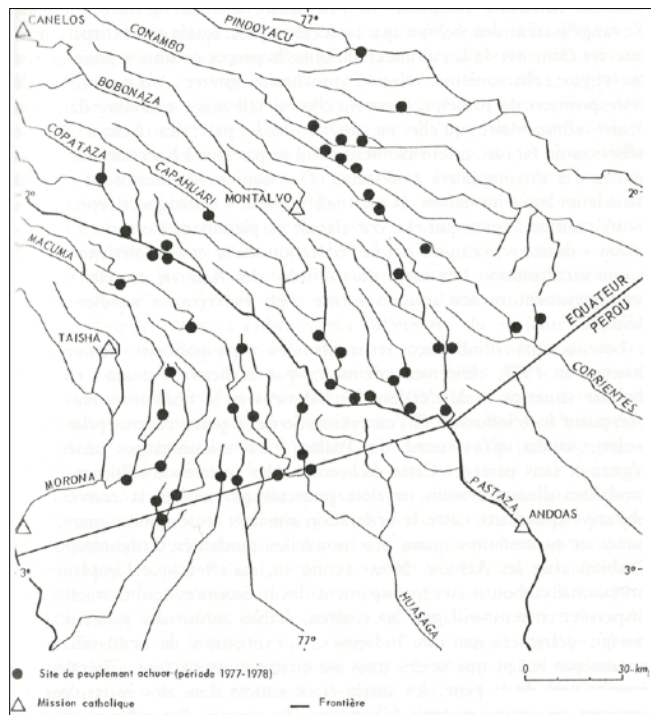 CANELOS
77°
PINDOYACU
CONAMBO
BOBONAZA
COPATAZA
CAPAHUARI
MONTALVO
2°
2°
MACUMA
EQUATEUR
PEROU
TAISHA
CORRIENTES
MORONA
PASTAZA
ANDOAS
3°
3°
HUASAGA
77°
Site de peuplement achuar (période 1977-1978)
0 30 km
Mission catholique
Frontière